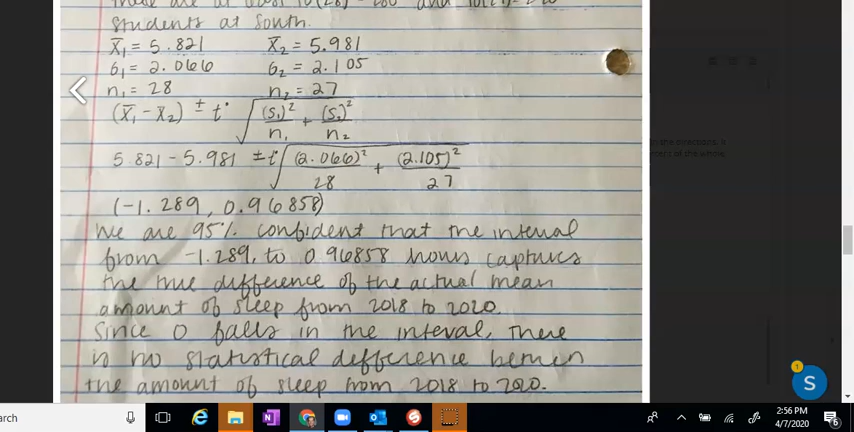 students at South.
x̄₁ = 5.821 x̄₂ = 5.981
σ₁ = 2.066 σ₂ = 2.105
n₁ = 28 n₂ = 27
(x̄₁ - x̄₂) ± t* √((s₁)²/n₁ + (s₂)²/n₂)
5.821 - 5.981 ± t* √((2.066)²/28 + (2.105)²/27)
(-1.289, 0.96858)
We are 95% confident that the interval
from -1.289, to 0.96858 hours captures
the true difference of the actual mean
amount of sleep from 2018 to 2020.
Since 0 falls in the interval, there
is no statistical difference between
the amount of sleep from 2018 to 2020.
1
S
arch
2:56 PM
4/7/2020
6